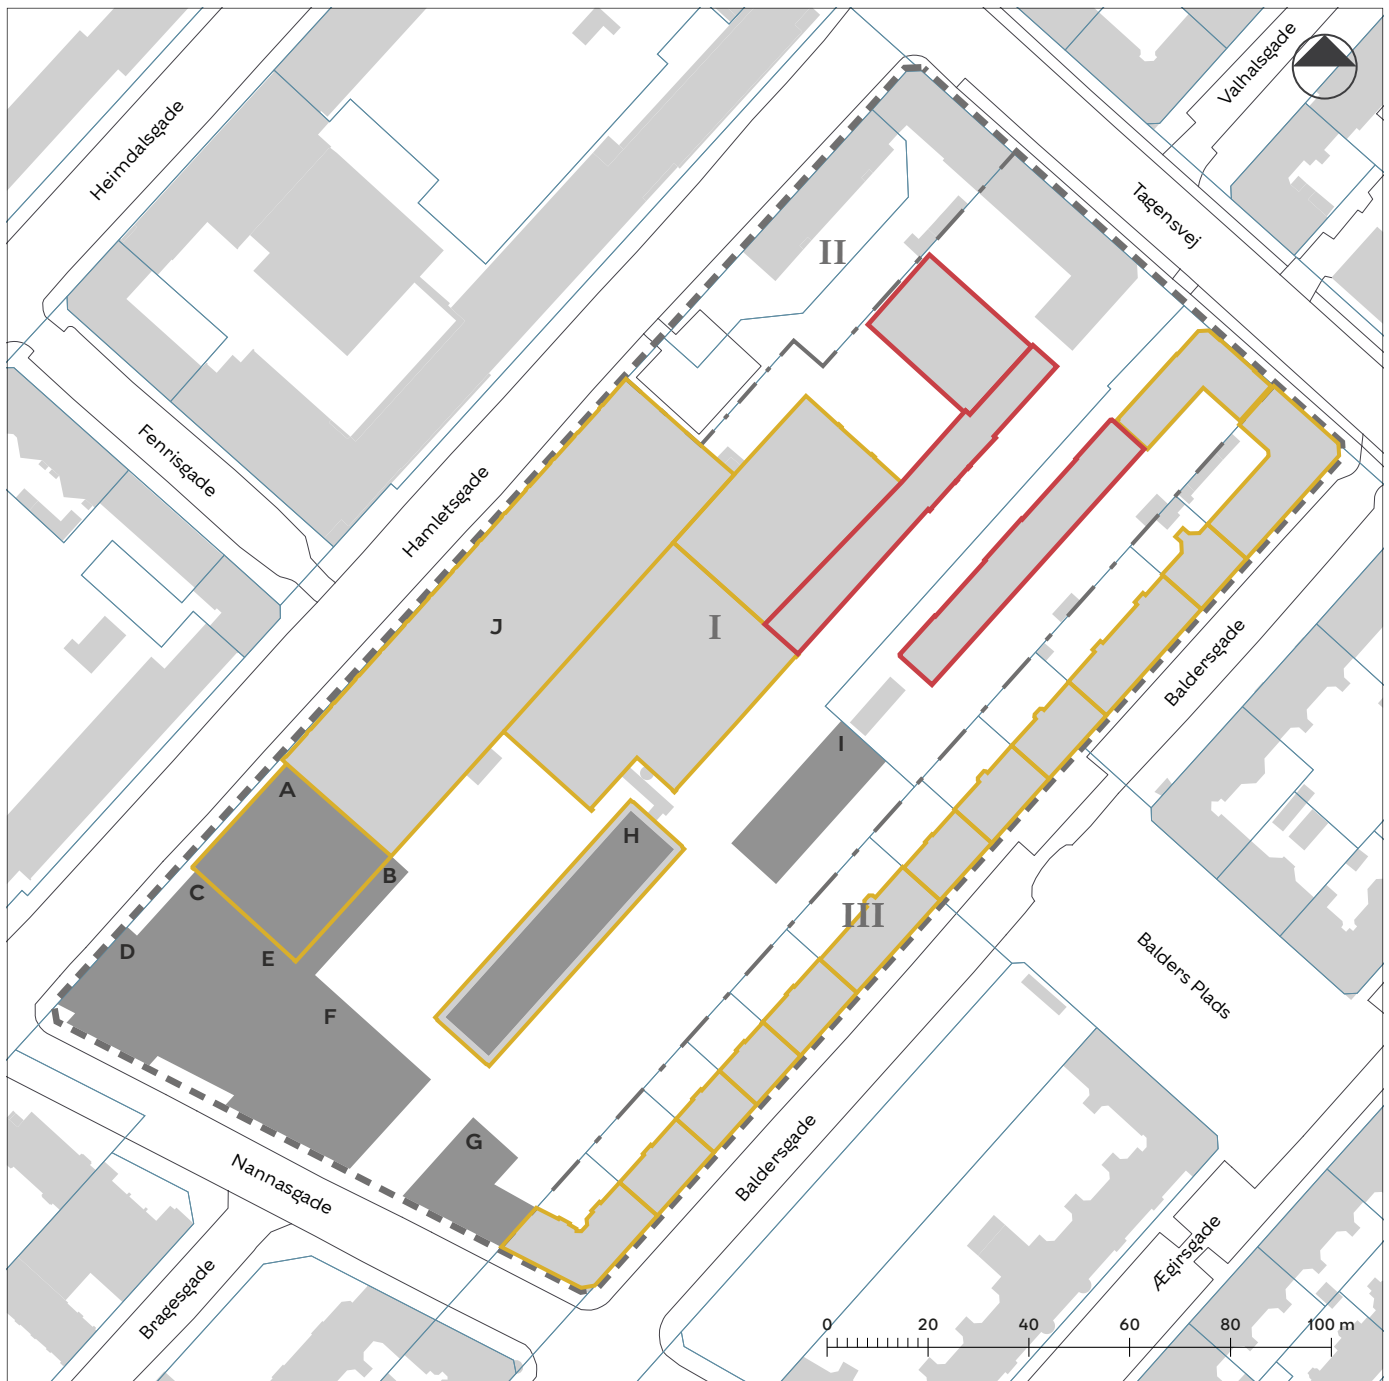 Valhalsgade
Heimdalsgade
Tagensvej
II
Fenrisgade
Hamletsgade
J
I
Baldersgade
I
A
H
B
C
III
D
E
Balders Plads
F
G
Nannasgade
Baldersgade
Ægirsgade
Bragesgade
0 20 40 60 80 100 m